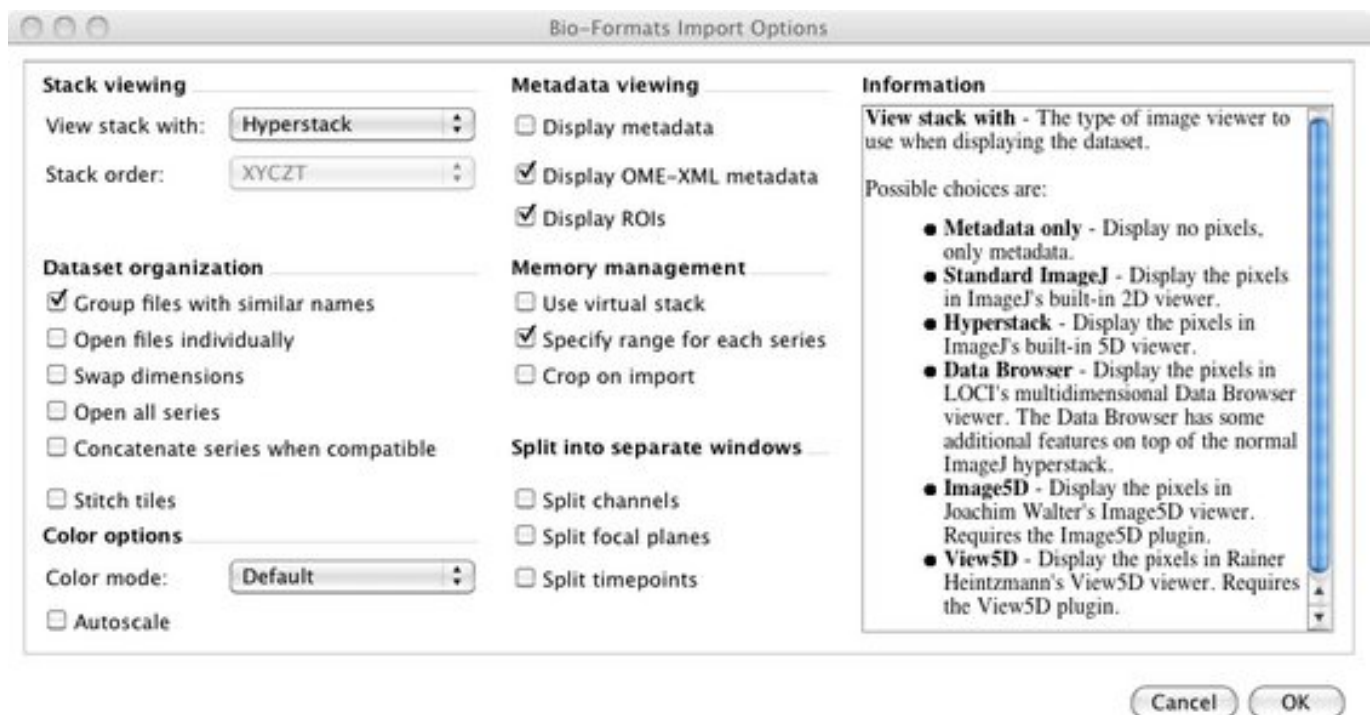 Bio-Formats Import Options
Stack viewing
View stack with:
Hyperstack
Stack order:
XYCZT
Dataset organization
Group files with similar names
Open files individually
Swap dimensions
Open all series
Concatenate series when compatible
Stitch tiles
Color options
Color mode:
Default
Autoscale
Metadata viewing
Display metadata
Display OME-XML metadata
Display ROIs
Memory management
Use virtual stack
Specify range for each series
Crop on import
Split into separate windows
Split channels
Split focal planes
Split timepoints
Information
View stack with - The type of image viewer to
use when displaying the dataset.
Possible choices are:
Metadata only - Display no pixels,
only metadata.
Standard ImageJ - Display the pixels
in ImageJ's built-in 2D viewer.
Hyperstack - Display the pixels in
ImageJ's built-in 5D viewer.
Data Browser - Display the pixels in
LOCI's multidimensional Data Browser
viewer. The Data Browser has some
additional features on top of the normal
ImageJ hyperstack.
Image5D - Display the pixels in
Joachim Walter's Image5D viewer.
Requires the Image5D plugin.
View5D - Display the pixels in Rainer
Heintzmann's View5D viewer. Requires
the View5D plugin.
Cancel
OK